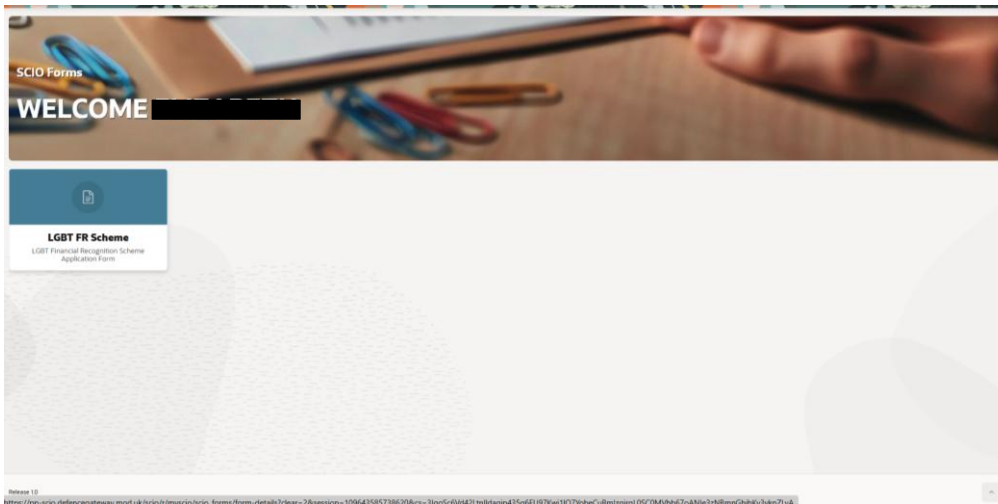 SCIO Forms
WELCOME
LGBT FR Scheme
LGBT Financial Recognition Scheme
Application Form
Release 1.0